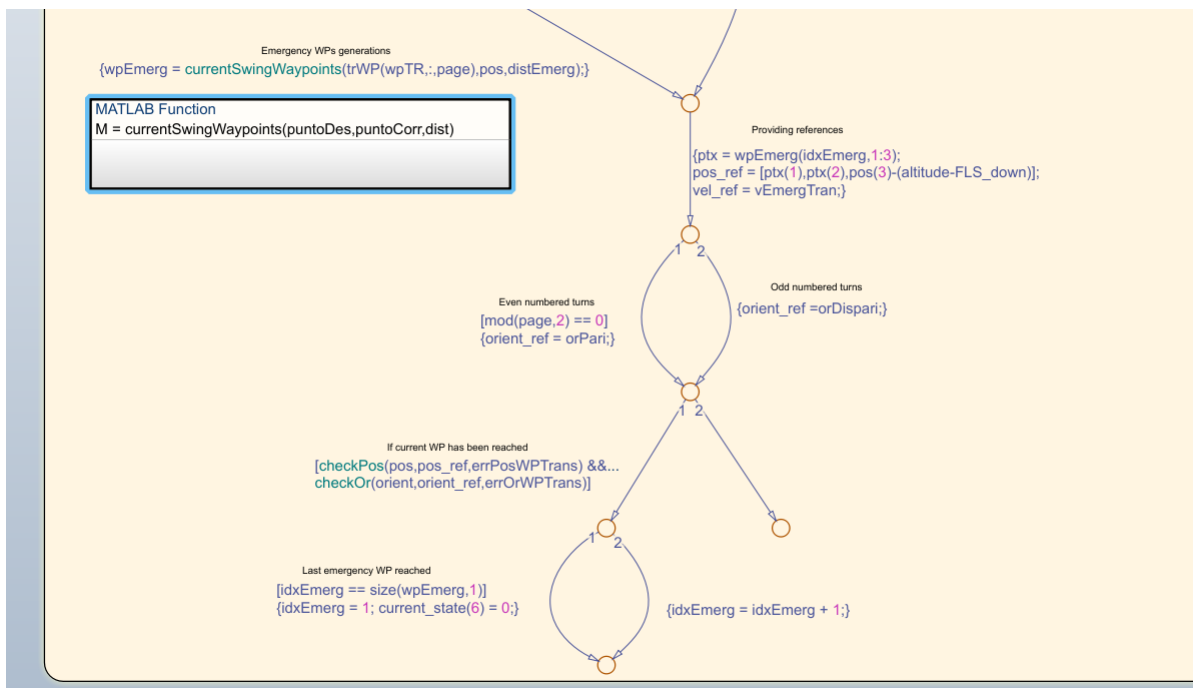 Emergency WPs generations
{wpEmerg = currentSwingWaypoints(trWP(wpTR,:,page),pos,distEmerg);}
MATLAB Function
M = currentSwingWaypoints(puntoDes,puntoCorr,dist)
Providing references
{ptx = wpEmerg(idxEmerg,1:3);
pos_ref = [ptx(1),ptx(2),pos(3)-(altitude-FLS_down)];
vel_ref = vEmergTran;}
1 2
Even numbered turns
[mod(page,2) == 0]
{orient_ref = orPari;}
Odd numbered turns
{orient_ref =orDispari;}
1 2
If current WP has been reached
[checkPos(pos,pos_ref,errPosWPTrans) &&...
checkOr(orient,orient_ref,errOrWPTrans)]
1 2
Last emergency WP reached
[idxEmerg == size(wpEmerg,1)]
{idxEmerg = 1; current_state(6) = 0;}
{idxEmerg = idxEmerg + 1;}